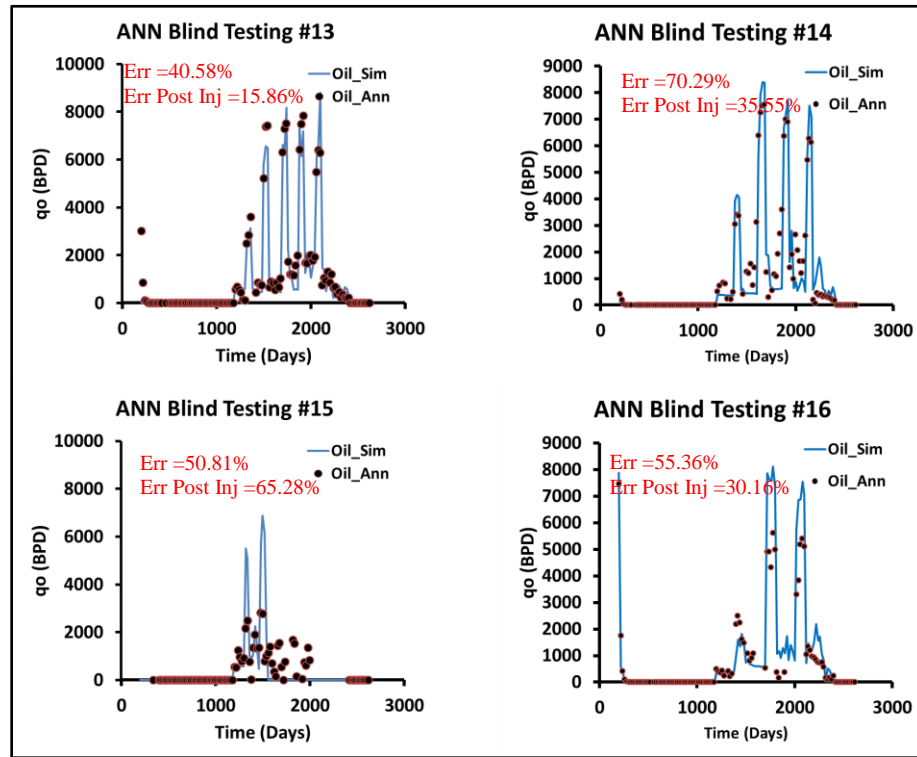 ANN Blind Testing #13
Err =40.58%
Err Post Inj =15.86%
Oil_Sim
Oil_Ann
qo (BPD)
10000
8000
6000
4000
2000
0
0 1000 2000 3000
Time (Days)
ANN Blind Testing #14
Err =70.29%
Err Post Inj =35.55%
Oil_Sim
Oil_Ann
qo (BPD)
9000
8000
7000
6000
5000
4000
3000
2000
1000
0
0 1000 2000 3000
Time (Days)
ANN Blind Testing #15
Err =50.81%
Err Post Inj =65.28%
Oil_Sim
Oil_Ann
qo (BPD)
10000
8000
6000
4000
2000
0
0 1000 2000 3000
Time (Days)
ANN Blind Testing #16
Err =55.36%
Err Post Inj =30.16%
Oil_Sim
Oil_Ann
qo (BPD)
9000
8000
7000
6000
5000
4000
3000
2000
1000
0
0 1000 2000 3000
Time (Days)